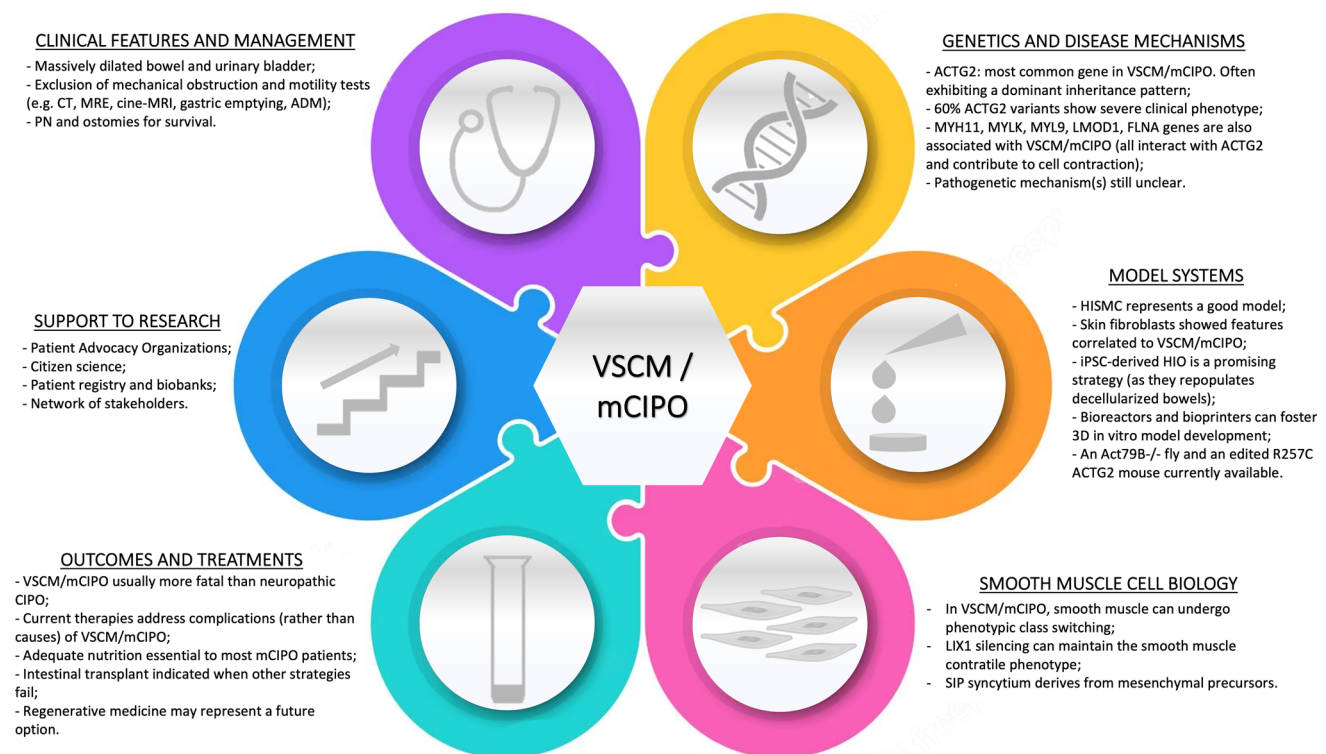 CLINICAL FEATURES AND MANAGEMENT
- Massively dilated bowel and urinary bladder;
- Exclusion of mechanical obstruction and motility tests
(e.g. CT, MRE, cine-MRI, gastric emptying, ADM);
- PN and ostomies for survival.
GENETICS AND DISEASE MECHANISMS
- ACTG2: most common gene in VSCM/mCIPO. Often
exhibiting a dominant inheritance pattern;
- 60% ACTG2 variants show severe clinical phenotype;
- MYH11, MYLK, MYL9, LMOD1, FLNA genes are also
associated with VSCM/mCIPO (all interact with ACTG2
and contribute to cell contraction);
- Pathogenetic mechanism(s) still unclear.
SUPPORT TO RESEARCH
- Patient Advocacy Organizations;
- Citizen science;
- Patient registry and biobanks;
- Network of stakeholders.
VSCM /
mCIPO
MODEL SYSTEMS
- HISMC represents a good model;
- Skin fibroblasts showed features
correlated to VSCM/mCIPO;
- iPSC-derived HIO is a promising
strategy (as they repopulates
decellularized bowels);
- Bioreactors and bioprinters can foster
3D in vitro model development;
- An Act79B-/- fly and an edited R257C
ACTG2 mouse currently available.
OUTCOMES AND TREATMENTS
- VSCM/mCIPO usually more fatal than neuropathic
CIPO;
- Current therapies address complications (rather than
causes) of VSCM/mCIPO;
- Adequate nutrition essential to most mCIPO patients;
- Intestinal transplant indicated when other strategies
fail;
- Regenerative medicine may represent a future
option.
SMOOTH MUSCLE CELL BIOLOGY
- In VSCM/mCIPO, smooth muscle can undergo
phenotypic class switching;
- LIX1 silencing can maintain the smooth muscle
contratile phenotype;
- SIP syncytium derives from mesenchymal precursors.